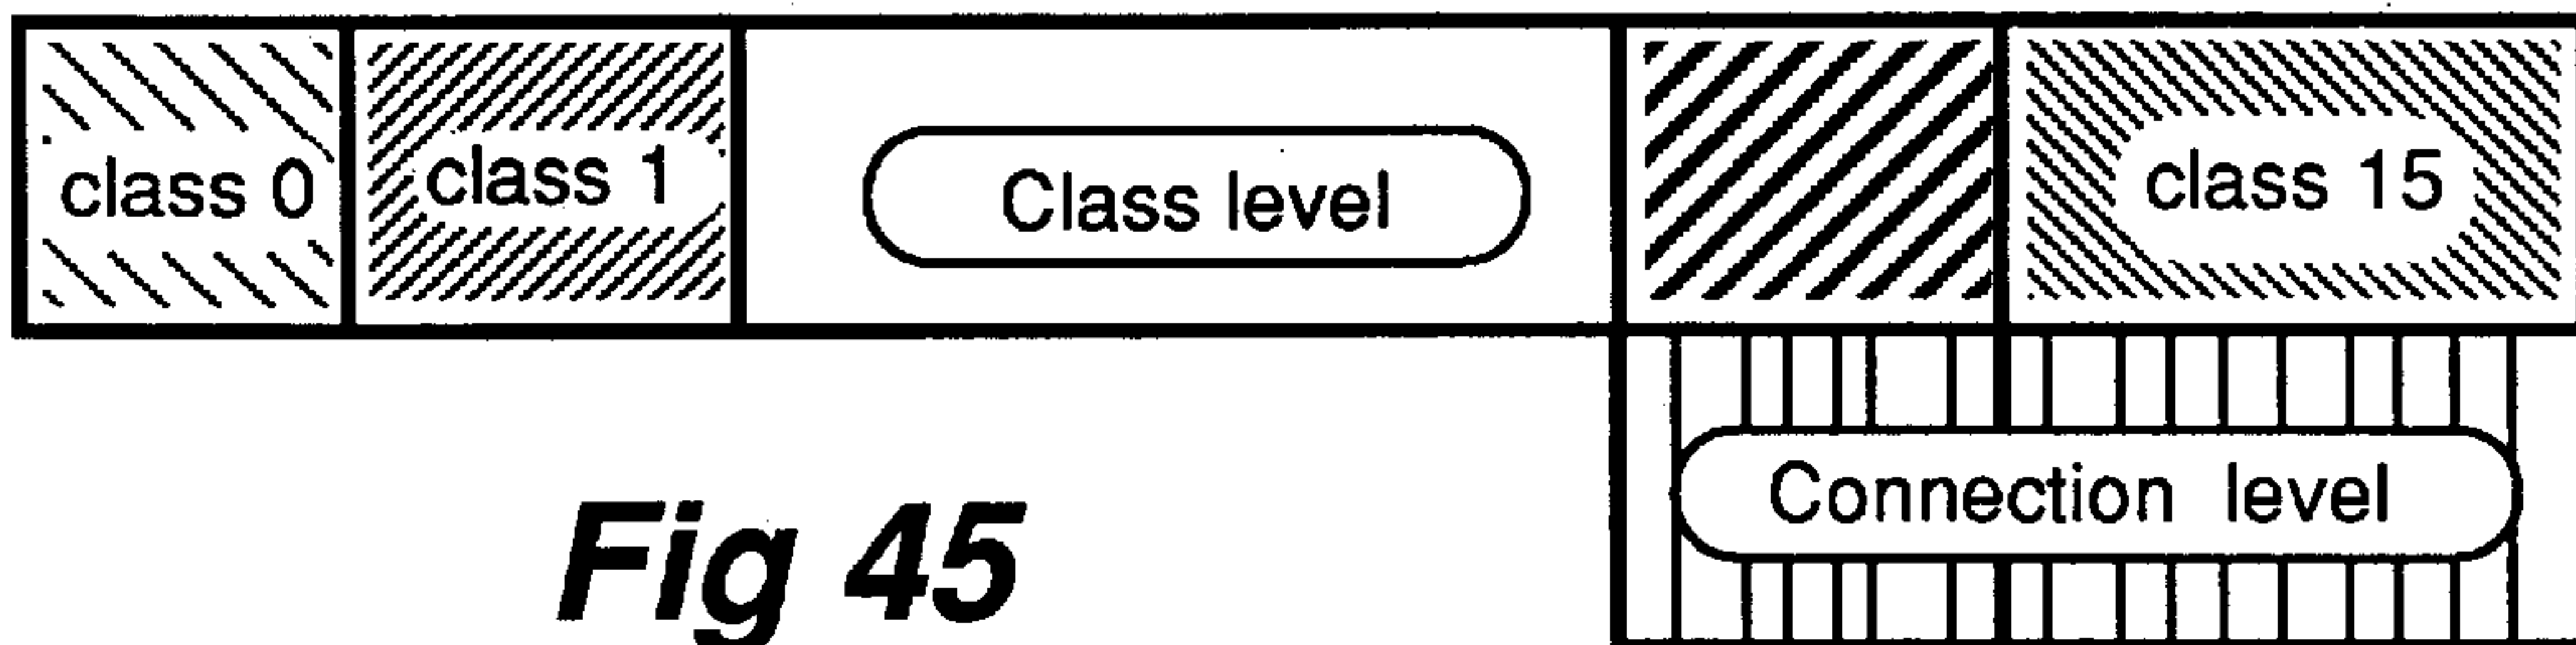 class 0
class 1
Class level
class 15
Connection level
Fig 45